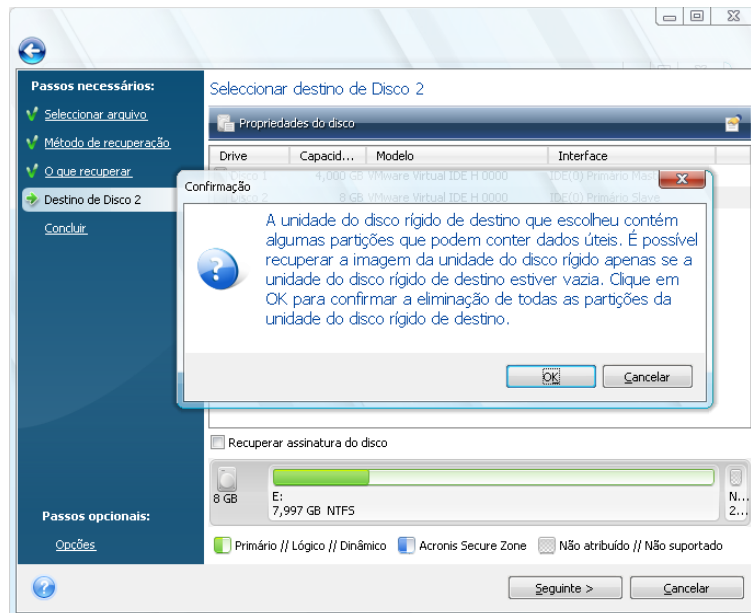 Passos necessários:
Seleccionar arquivo
Método de recuperação
O que recuperar
Destino de Disco 2
Concluir
Passos opcionais:
Opções
Seleccionar destino de Disco 2
Propriedades do disco
Drive Capacid... Modelo Interface
Disco 1 4,000 GB VMware Virtual IDE H 0000 IDE(0) Primário Mast
Disco 2 8 GB VMware Virtual IDE H 0000 IDE(0) Primário Slave
Confirmação
A unidade do disco rígido de destino que escolheu contém
algumas partições que podem conter dados úteis. É possível
recuperar a imagem da unidade do disco rígido apenas se a
unidade do disco rígido de destino estiver vazia. Clique em
OK para confirmar a eliminação de todas as partições da
unidade do disco rígido de destino.
OK Cancelar
Recuperar assinatura do disco
8 GB
E:
7,997 GB NTFS
N...
2...
Primário // Lógico // Dinâmico Acronis Secure Zone Não atribuído // Não suportado
Seguinte > Cancelar